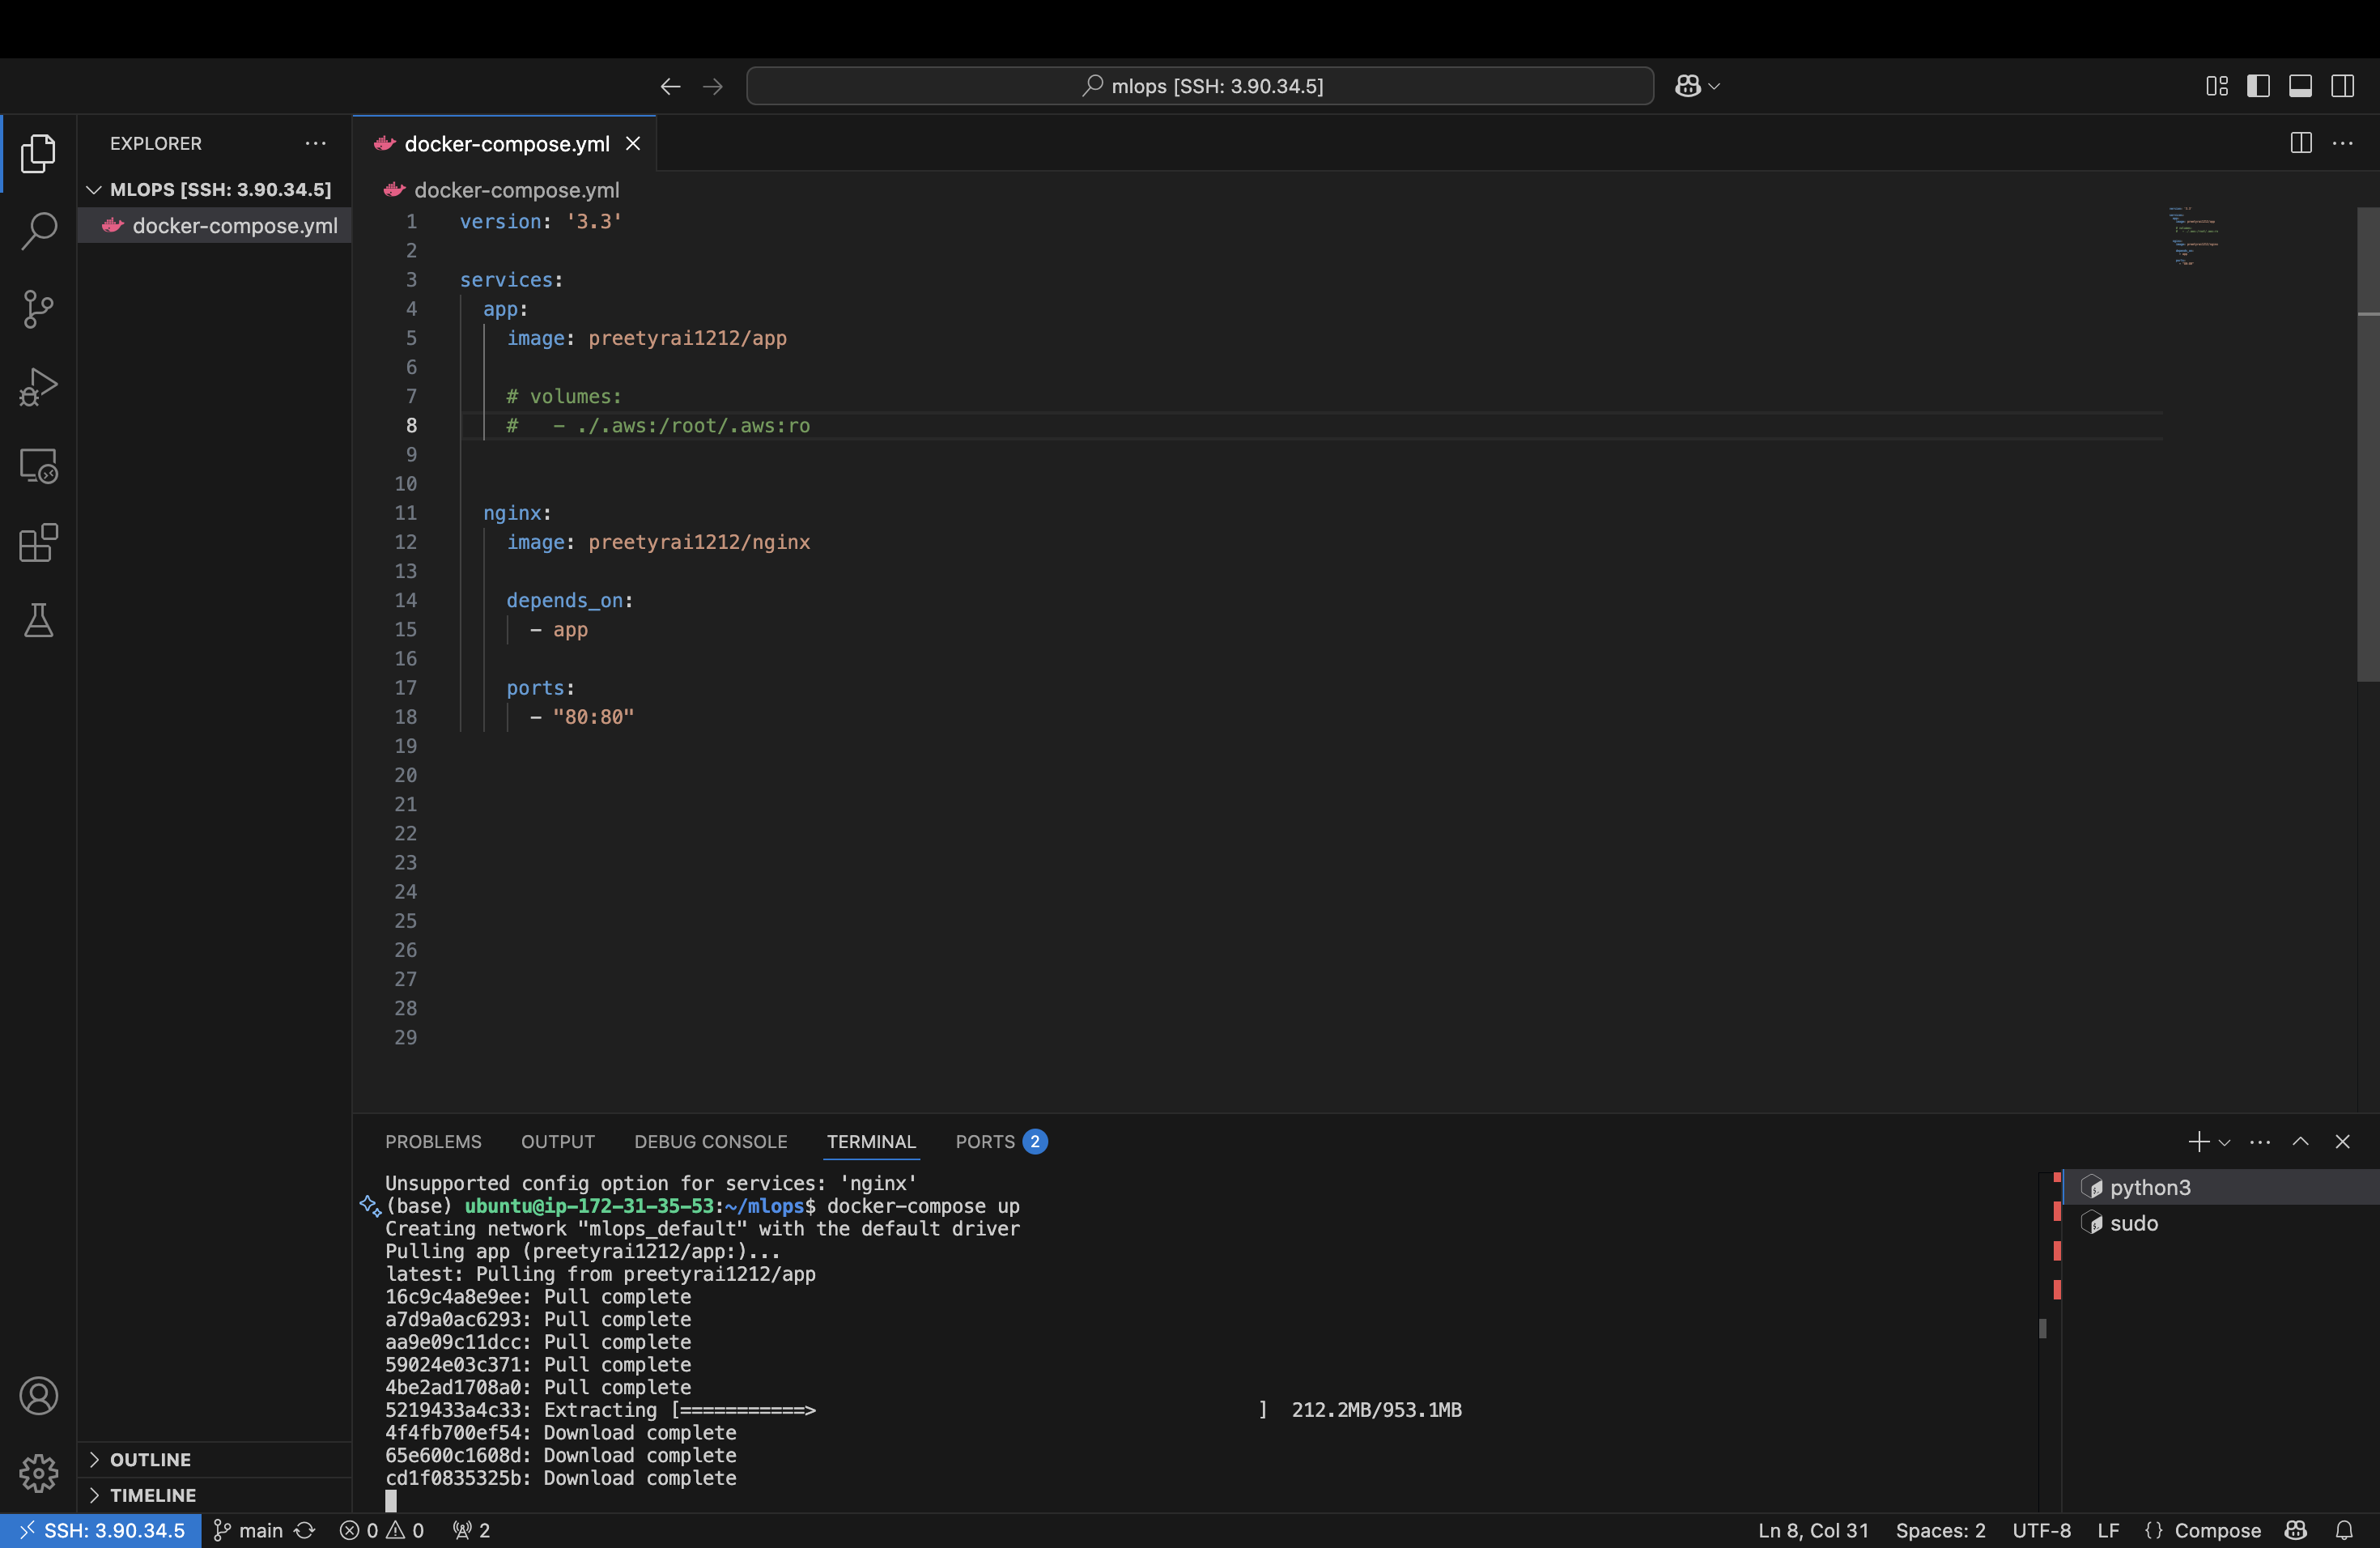 mlops [SSH: 3.90.34.5]
EXPLORER
MLOPS [SSH: 3.90.34.5]
docker-compose.yml
docker-compose.yml
docker-compose.yml
1 version: '3.3'
2
3 services:
4   app:
5     image: preetyrai1212/app
6
7     # volumes:
8     #   - ./.aws:/root/.aws:ro
9
10
11   nginx:
12     image: preetyrai1212/nginx
13
14     depends_on:
15       - app
16
17     ports:
18       - "80:80"
19
20
21
22
23
24
25
26
27
28
29
PROBLEMS OUTPUT DEBUG CONSOLE TERMINAL PORTS 2
Unsupported config option for services: 'nginx'
(base) ubuntu@ip-172-31-35-53:~/mlops$ docker-compose up
Creating network "mlops_default" with the default driver
Pulling app (preetyrai1212/app:)...
latest: Pulling from preetyrai1212/app
16c9c4a8e9ee: Pull complete
a7d9a0ac6293: Pull complete
aa9e09c11dcc: Pull complete
59024e03c371: Pull complete
4be2ad1708a0: Pull complete
5219433a4c33: Extracting [===========>                                       ]  212.2MB/953.1MB
4f4fb700ef54: Download complete
65e600c1608d: Download complete
cd1f0835325b: Download complete
python3
sudo
OUTLINE
TIMELINE
SSH: 3.90.34.5 main 0 0 2 Ln 8, Col 31 Spaces: 2 UTF-8 LF {} Compose